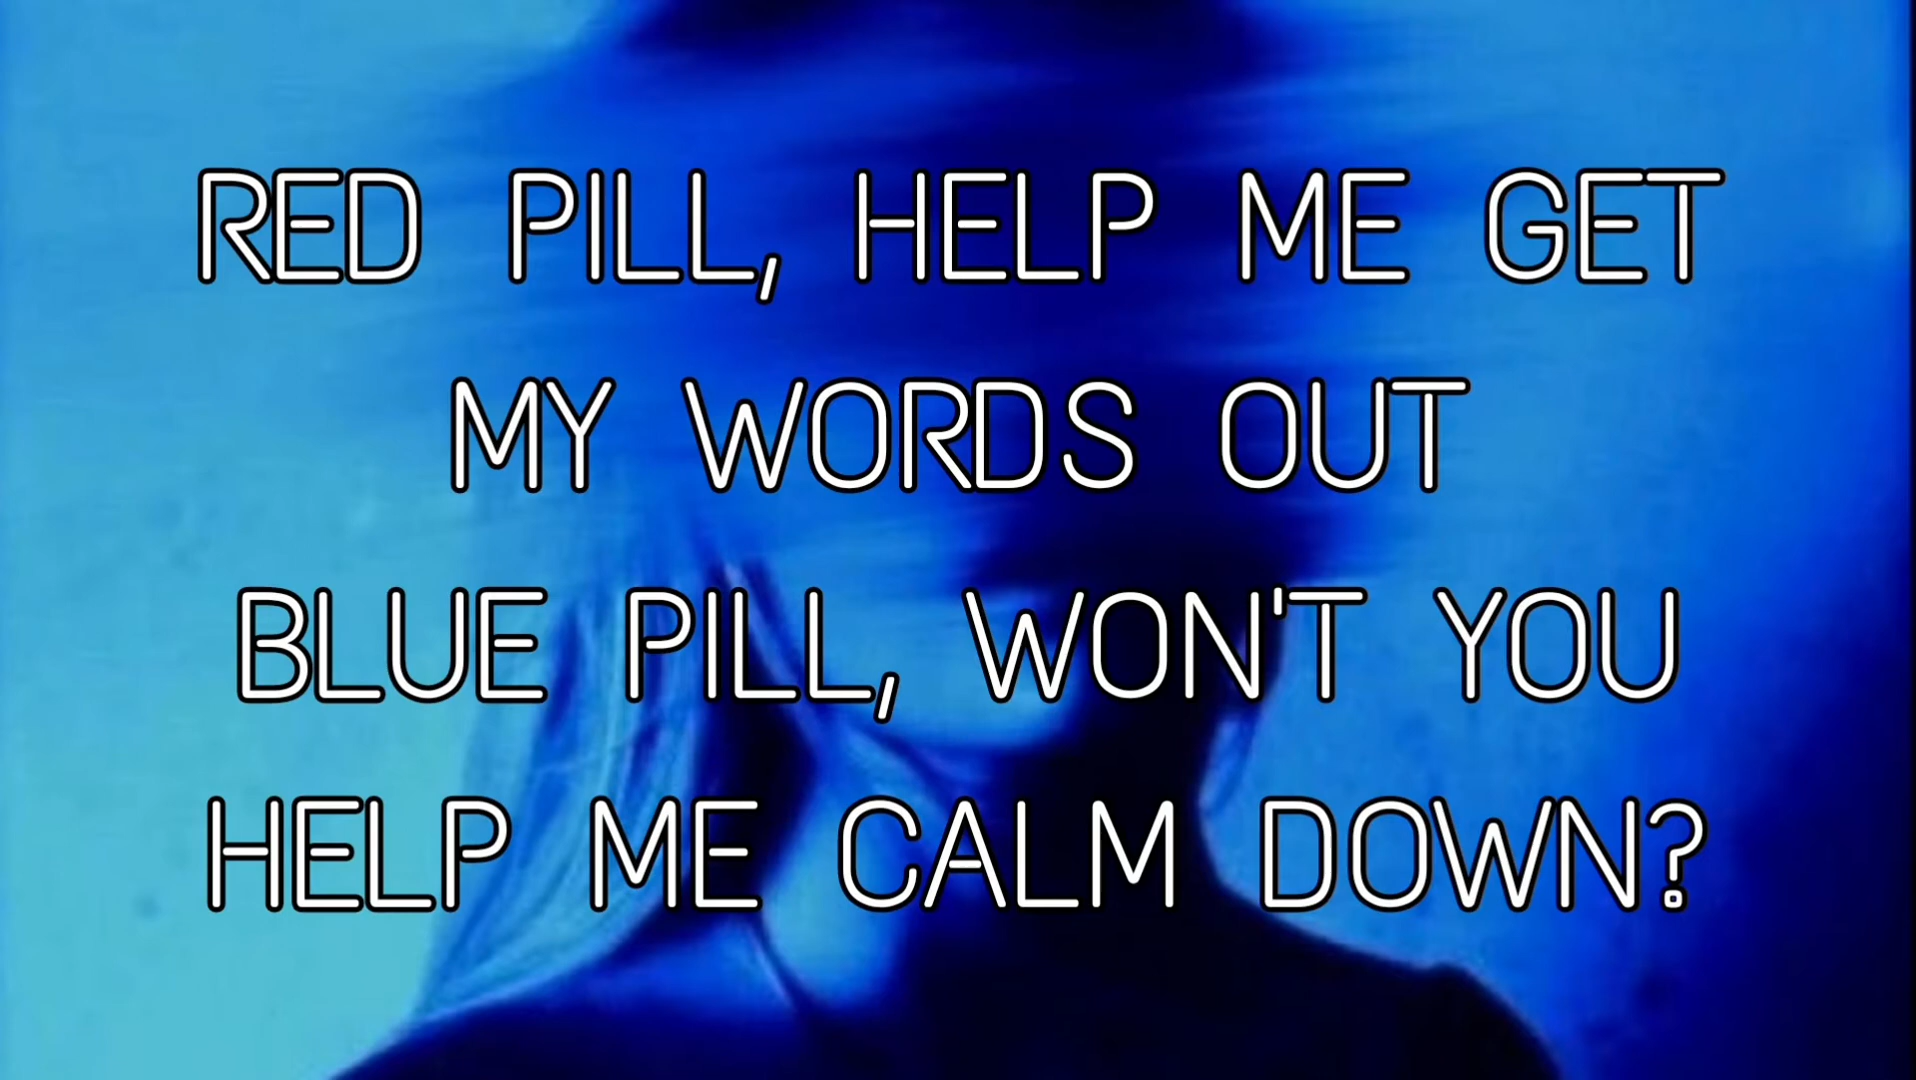 RED PILL, HELP ME GET
MY WORDS OUT
BLUE PILL, WON'T YOU
HELP ME CALM DOWN?